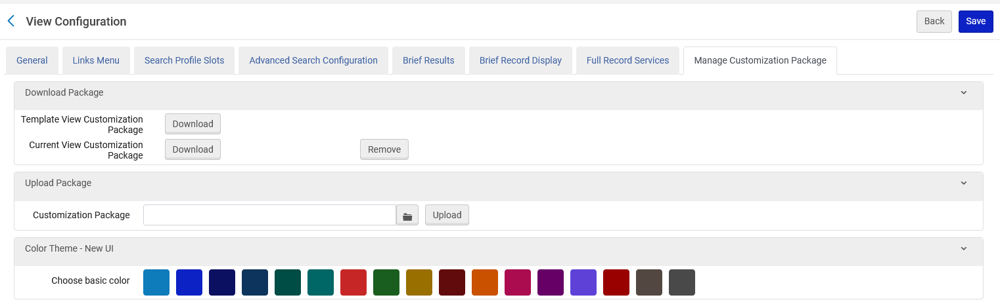 View Configuration
Back
Save
General
Links Menu
Search Profile Slots
Advanced Search Configuration
Brief Results
Brief Record Display
Full Record Services
Manage Customization Package
Download Package
Template View Customization
Package
Download
Current View Customization
Package
Download
Remove
Upload Package
Customization Package
Upload
Color Theme - New UI
Choose basic color